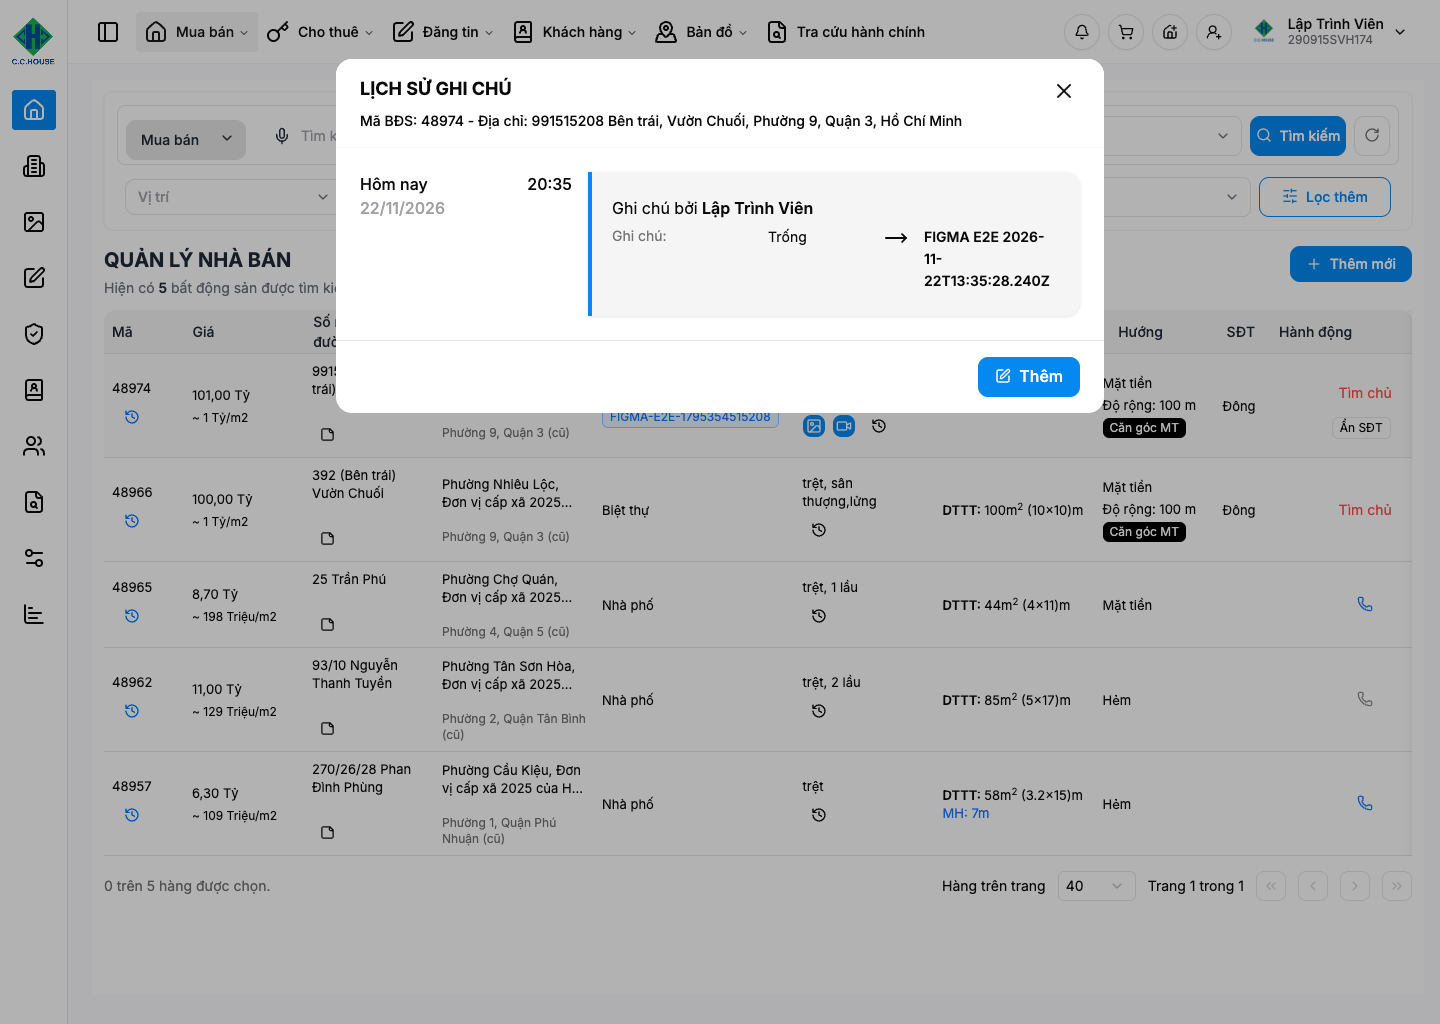 C.C.HOUSE
Mua bán
Cho thuê
Đăng tin
Khách hàng
Bản đồ
Tra cứu hành chính
Lập Trình Viên
290915SVH174
LỊCH SỬ GHI CHÚ
Mã BĐS: 48974 - Địa chỉ: 991515208 Bên trái, Vườn Chuối, Phường 9, Quận 3, Hồ Chí Minh
Hôm nay
20:35
22/11/2026
Ghi chú bởi Lập Trình Viên
Ghi chú:
Trống
FIGMA E2E 2026-
11-
22T13:35:28.240Z
Thêm
Mua bán
Tìm k
Tìm kiếm
Vị trí
Lọc thêm
QUẢN LÝ NHÀ BÁN
Hiện có 5 bất động sản được tìm ki
Thêm mới
Mã
Giá
Số
Hướng
SĐT
Hành động
48974
101,00 Tỷ
~ 1 Tỷ/m2
trái)
Phường 9, Quận 3 (cũ)
FIGMA-E2E-1795354515208
Mặt tiền
Độ rộng: 100 m
Căn góc MT
Đông
Tìm chủ
Ẩn SĐT
48966
100,00 Tỷ
~ 1 Tỷ/m2
392 (Bên trái)
Vườn Chuối
Phường Nhiêu Lộc,
Đơn vị cấp xã 2025...
Phường 9, Quận 3 (cũ)
Biệt thự
trệt, sân
thượng,lửng
DTTT: 100m2 (10x10)m
Mặt tiền
Độ rộng: 100 m
Căn góc MT
Đông
Tìm chủ
48965
8,70 Tỷ
~ 198 Triệu/m2
25 Trần Phú
Phường Chợ Quán,
Đơn vị cấp xã 2025...
Phường 4, Quận 5 (cũ)
Nhà phố
trệt, 1 lầu
DTTT: 44m2 (4x11)m
Mặt tiền
48962
11,00 Tỷ
~ 129 Triệu/m2
93/10 Nguyễn
Thanh Tuyền
Phường Tân Sơn Hòa,
Đơn vị cấp xã 2025...
Phường 2, Quận Tân Bình
(cũ)
Nhà phố
trệt, 2 lầu
DTTT: 85m2 (5x17)m
Hẻm
48957
6,30 Tỷ
~ 109 Triệu/m2
270/26/28 Phan
Đình Phùng
Phường Cầu Kiệu, Đơn
vị cấp xã 2025 của H...
Phường 1, Quận Phú
Nhuận (cũ)
Nhà phố
trệt
DTTT: 58m2 (3.2x15)m
MH: 7m
Hẻm
0 trên 5 hàng được chọn.
Hàng trên trang
40
Trang 1 trong 1